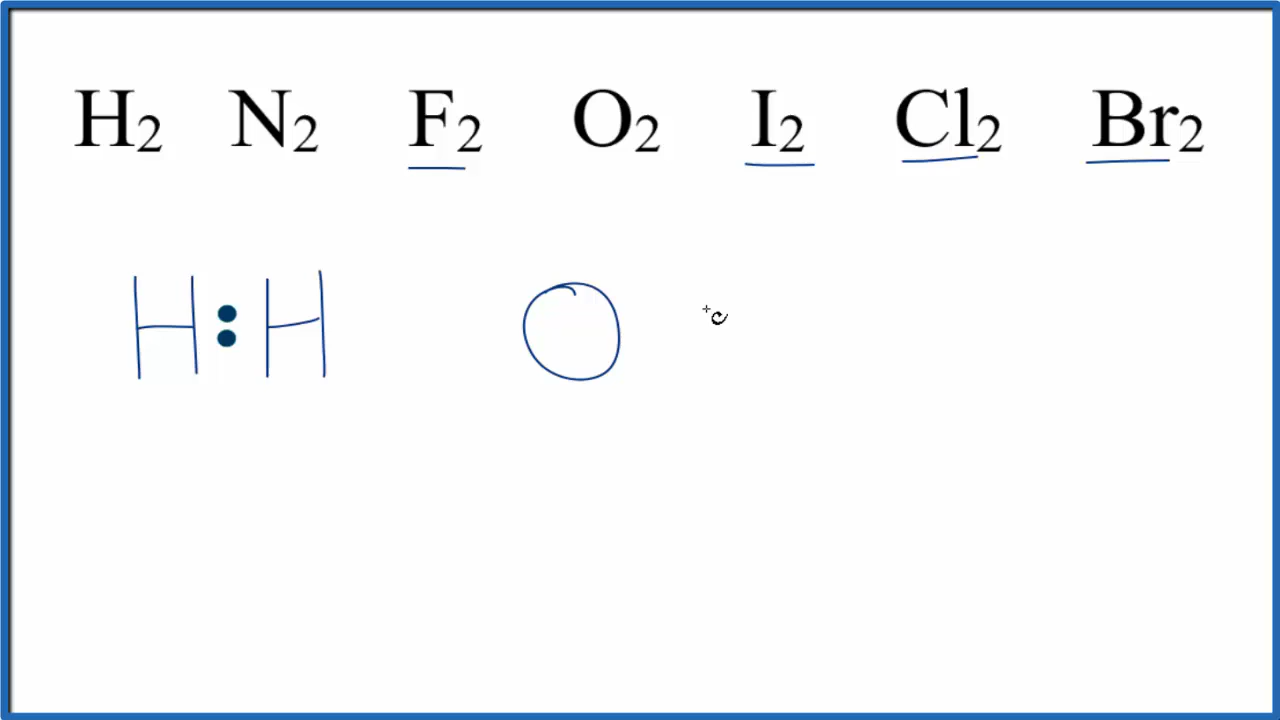 H₂ N₂ F₂ O₂ I₂ Cl₂ Br₂
H:H O